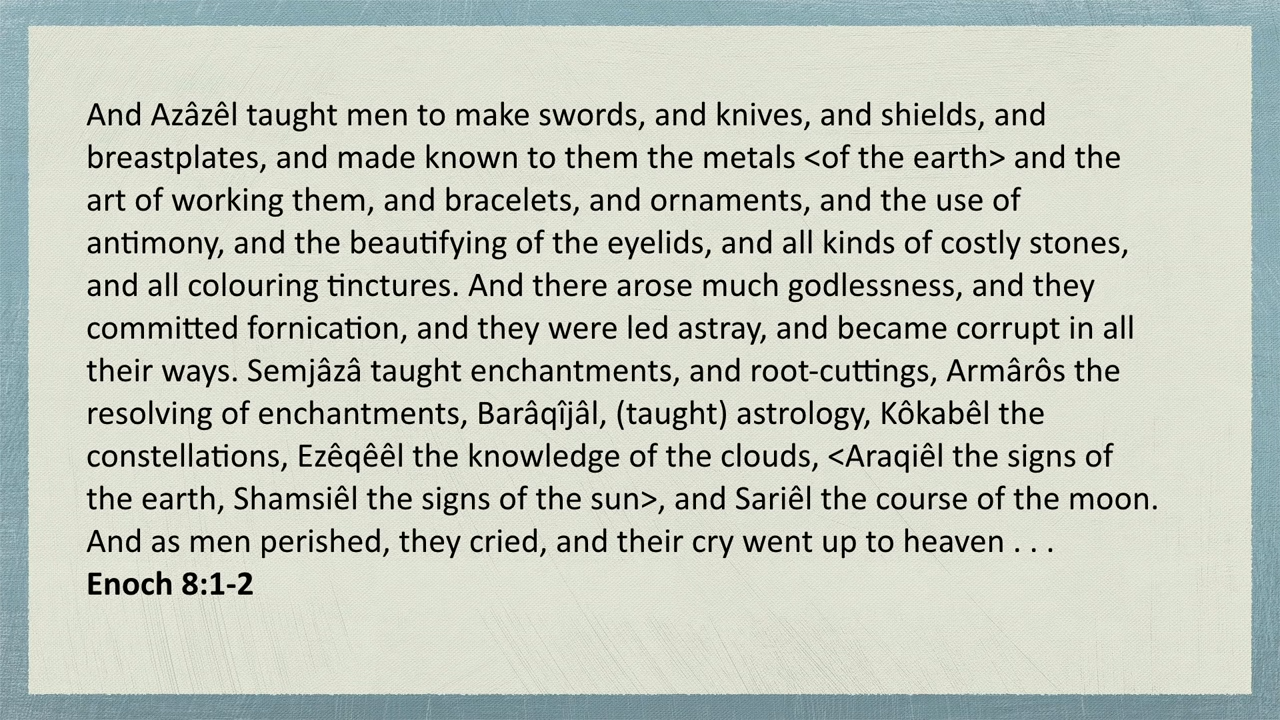 And Azâzêl taught men to make swords, and knives, and shields, and
breastplates, and made known to them the metals <of the earth> and the
art of working them, and bracelets, and ornaments, and the use of
antimony, and the beautifying of the eyelids, and all kinds of costly stones,
and all colouring tinctures. And there arose much godlessness, and they
committed fornication, and they were led astray, and became corrupt in all
their ways. Semjâzâ taught enchantments, and root-cuttings, Armârôs the
resolving of enchantments, Barâqîjâl, (taught) astrology, Kôkabêl the
constellations, Ezêqêêl the knowledge of the clouds, <Araqiêl the signs of
the earth, Shamsiêl the signs of the sun>, and Sariêl the course of the moon.
And as men perished, they cried, and their cry went up to heaven . . .
Enoch 8:1-2